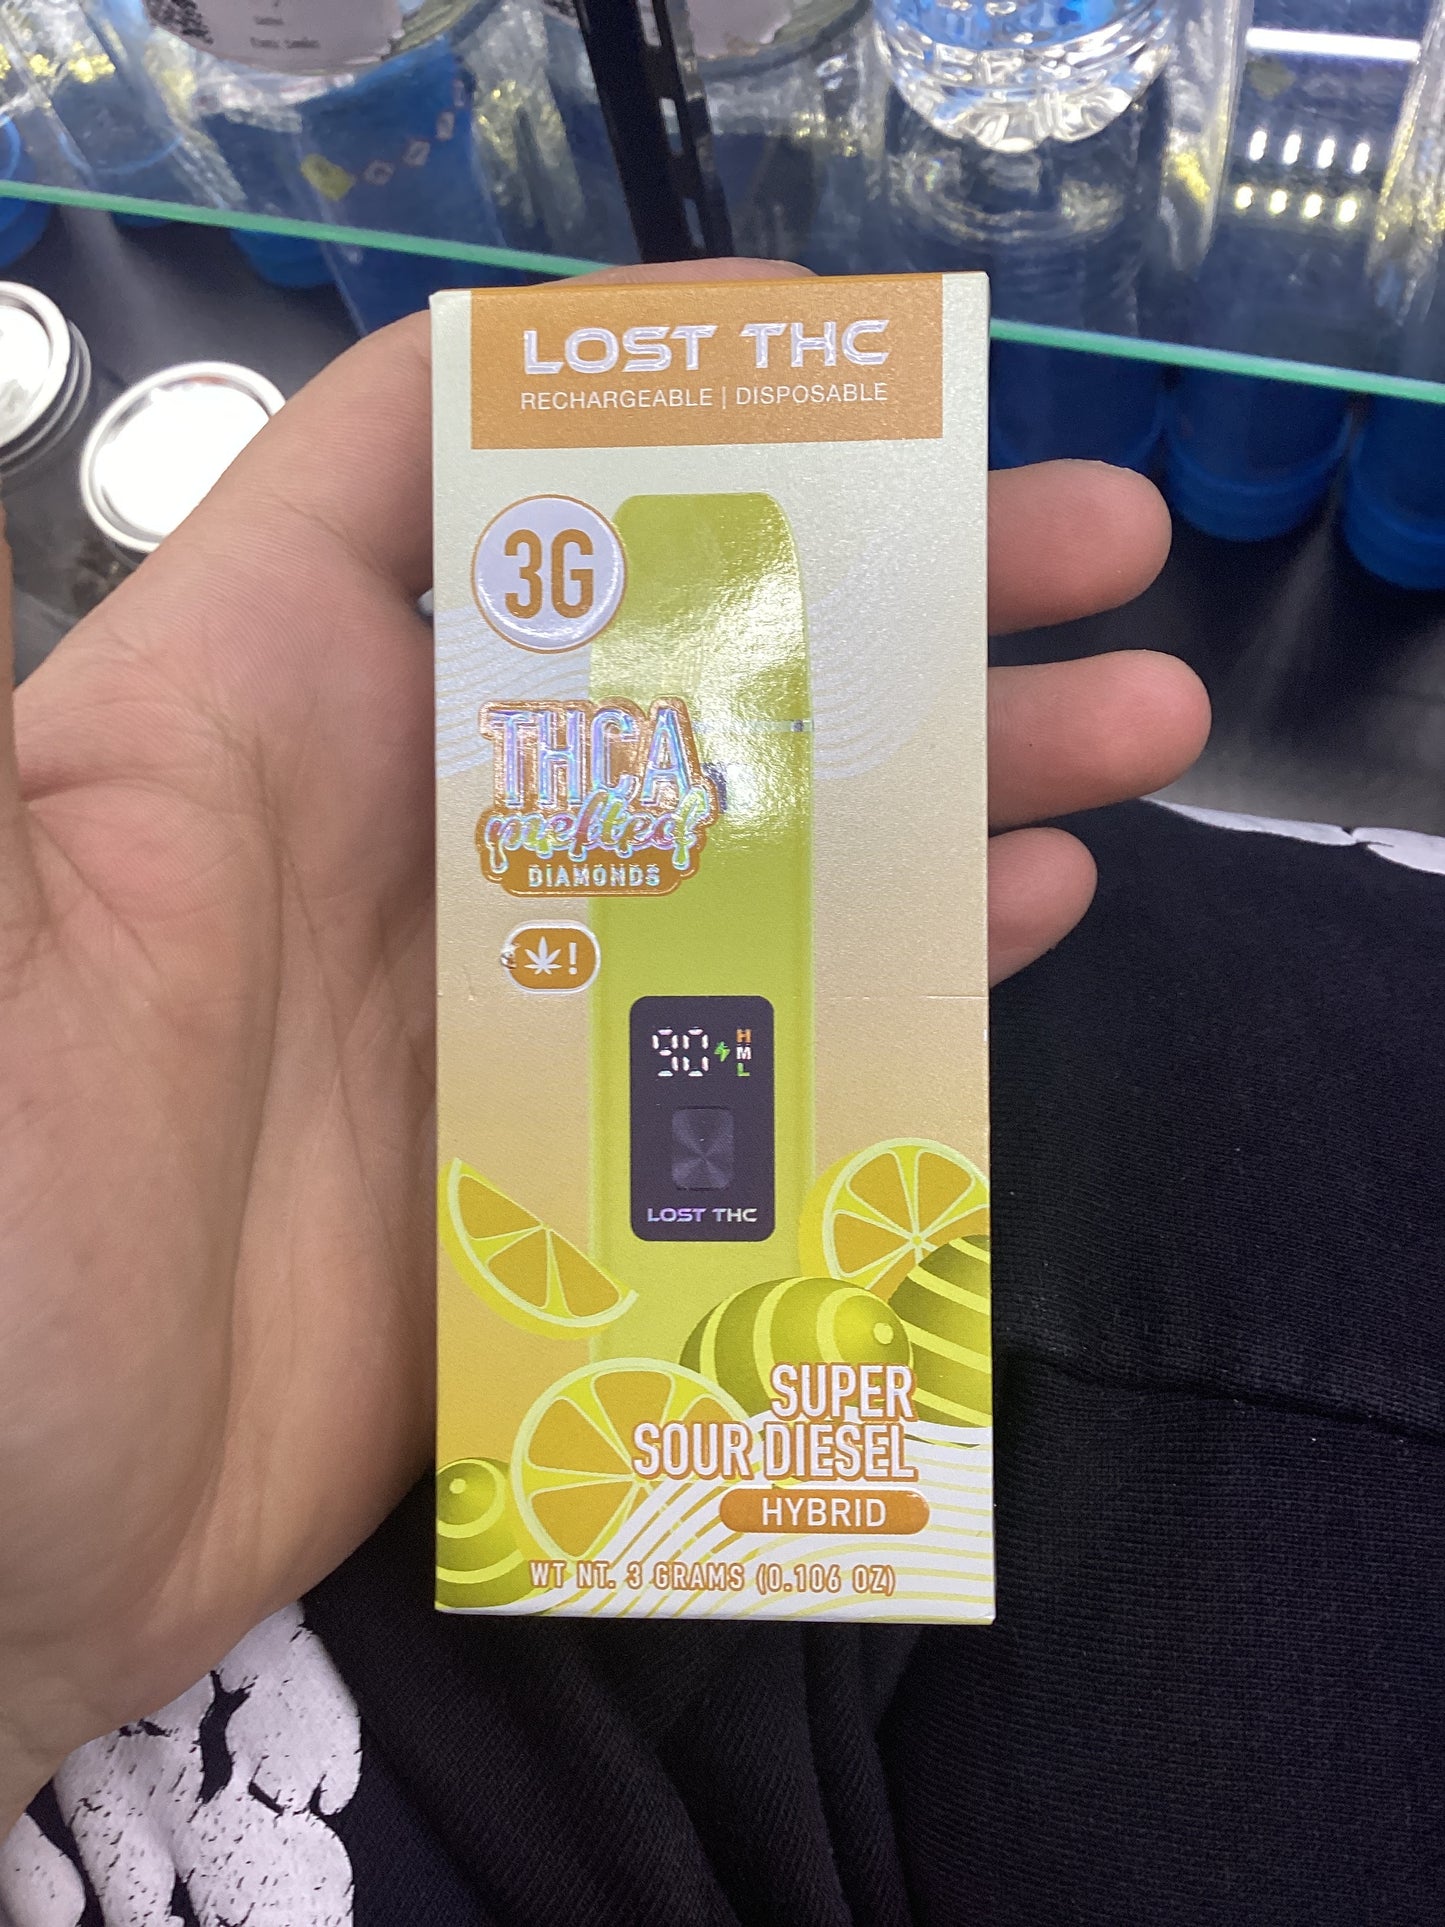 LOST THC
RECHARGEABLE | DISPOSABLE
3G
THCA
melted
DIAMONDS
!
90 H
M
L
LOST THC
SUPER
SOUR DIESEL
HYBRID
WT NT. 3 GRAMS (0.106 OZ)